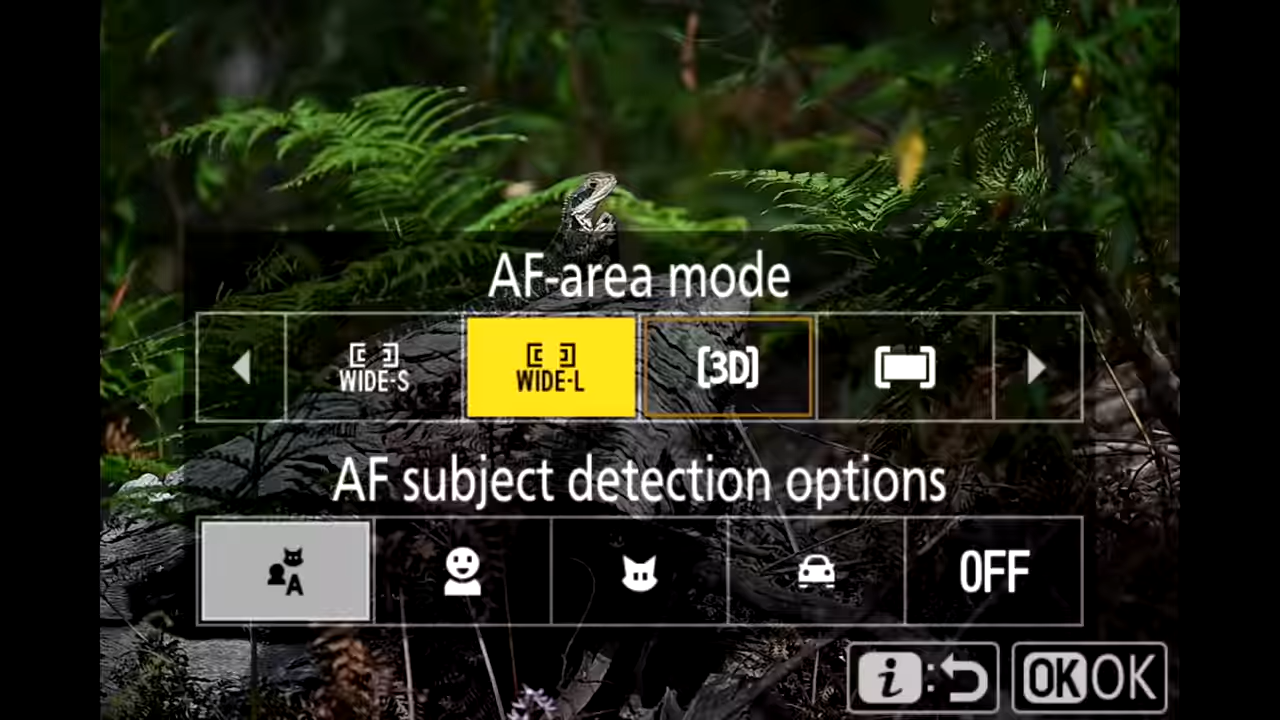 AF-area mode
WIDE-S WIDE-L [3D]
AF subject detection options
A OFF
i : OK OK